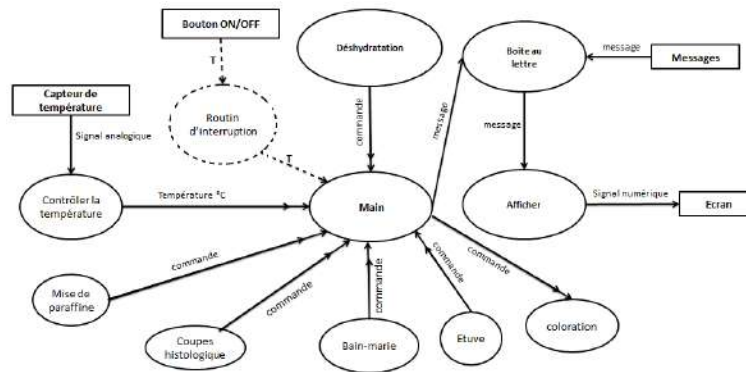 Bouton ON/OFF
Déshydratation
Boîte au
lettre
message
Messages
T
Capteur de
température
Routin
d'interruption
commande
message
message
Signal analogique
T
Contrôler la
température
Température °C
Main
Afficher
Signal numérique
Ecran
commande
commande
commande
commande
commande
Mise de
paraffine
Coupes
histologique
Bain-marie
Etuve
coloration